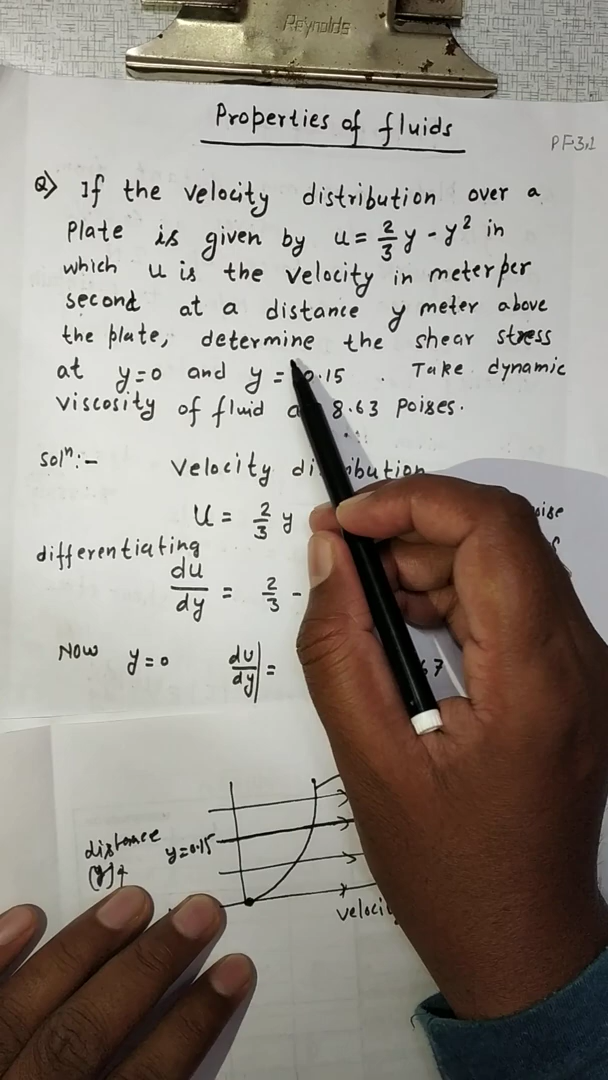 Reynolds
Properties of fluids
PF3.1
Q) If the velocity distribution over a
plate is given by u = 2/3 y - y² in
which u is the velocity in meter per
second at a distance y meter above
the plate, determine the shear stress
at y=0 and y = 0.15 . Take dynamic
viscosity of fluid 8.63 poises.
Solⁿ:- Velocity
U = 2/3 y
differentiating
du/dy = 2/3 -
Now y=0 du/dy| = 67
distance y=0.15
(y)↑